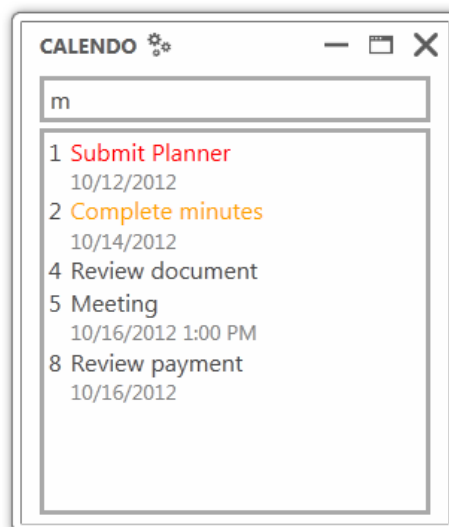 CALENDO
m
1 Submit Planner
10/12/2012
2 Complete minutes
10/14/2012
4 Review document
5 Meeting
10/16/2012 1:00 PM
8 Review payment
10/16/2012